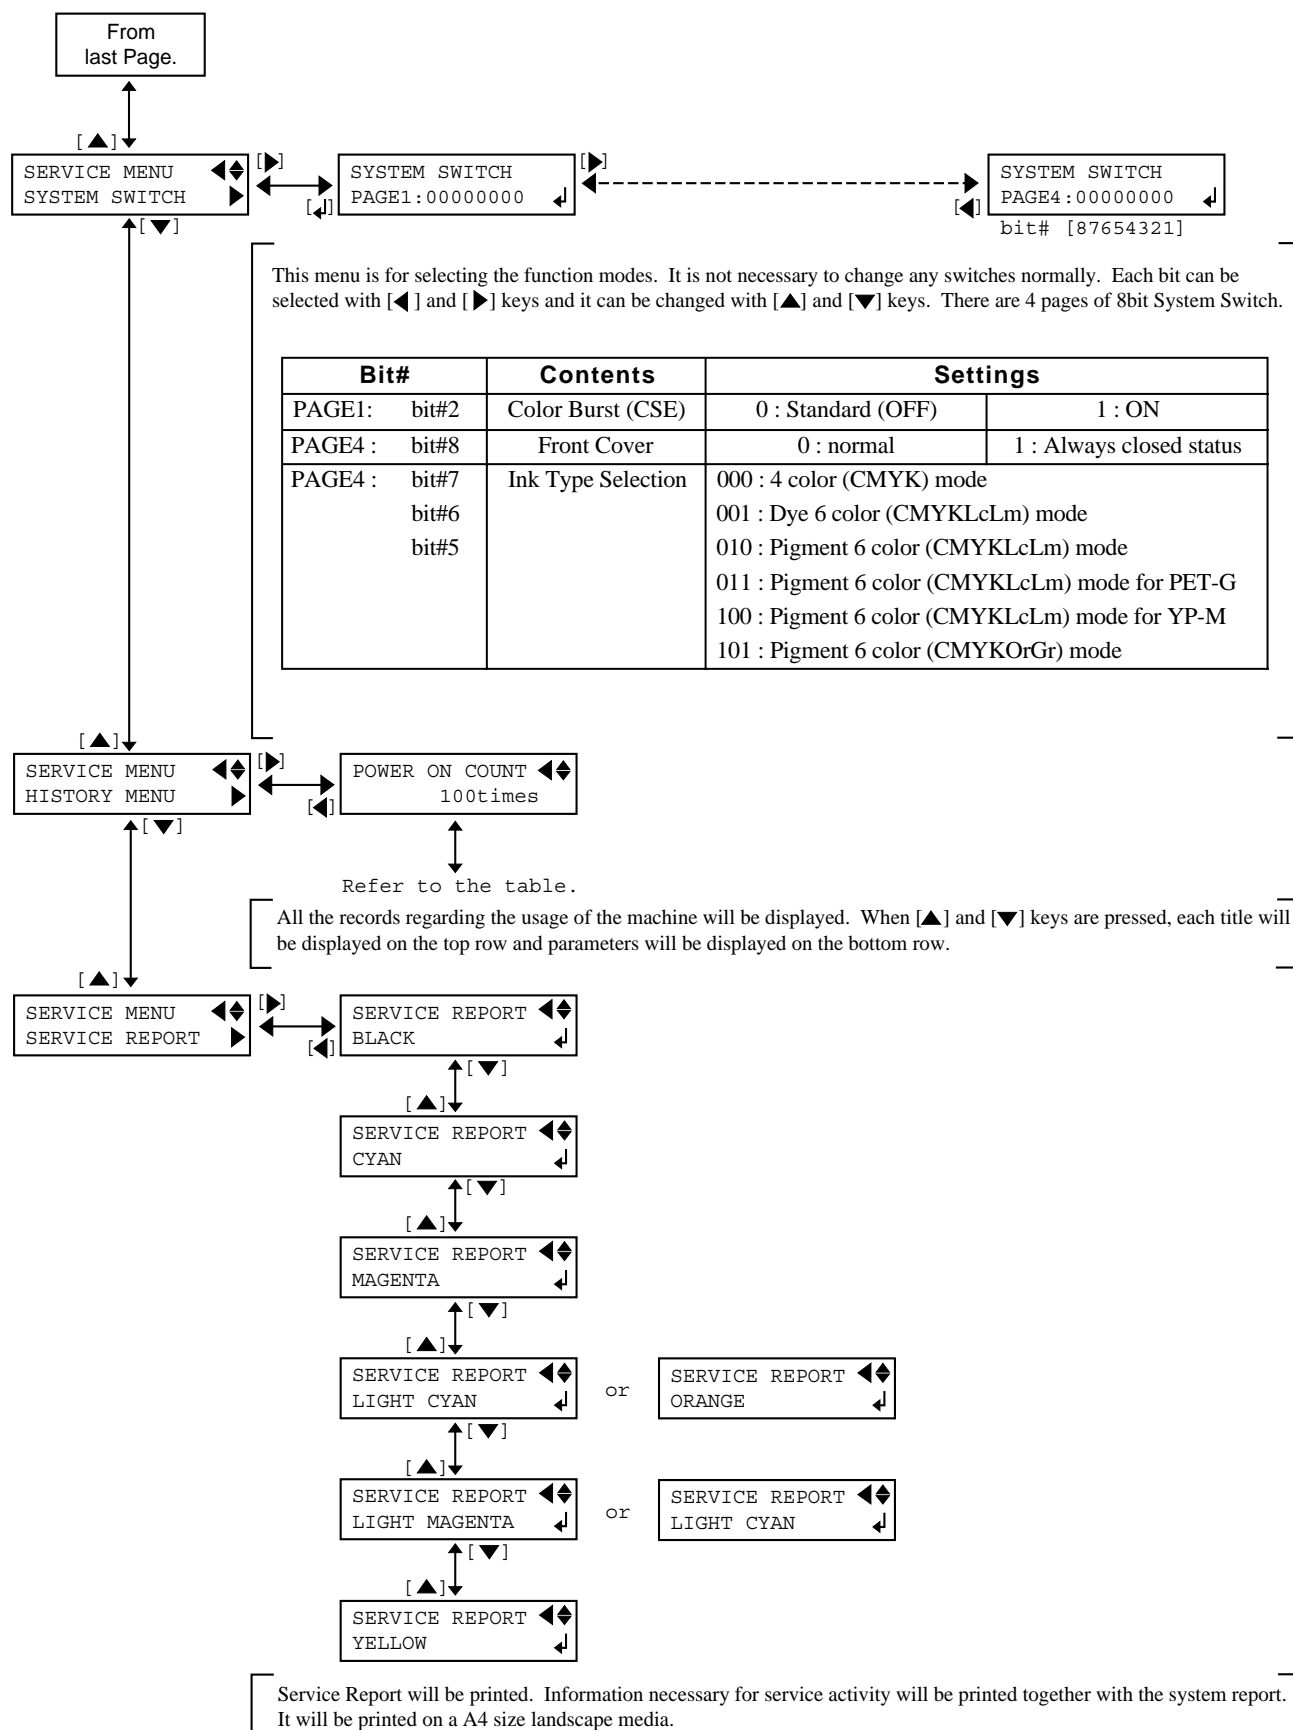 From
last Page.
[▲]
SERVICE MENU ◀◆
SYSTEM SWITCH ▶
[▶]
[↲]
SYSTEM SWITCH
PAGE1:00000000 ↲
[▶]
[◀]
SYSTEM SWITCH
PAGE4:00000000 ↲
bit# [87654321]
[▼]
This menu is for selecting the function modes. It is not necessary to change any switches normally. Each bit can be
selected with [◀ ] and [ ▶] keys and it can be changed with [▲] and [▼] keys. There are 4 pages of 8bit System Switch.
Bit# Contents Settings
PAGE1: bit#2 Color Burst (CSE) 0 : Standard (OFF) 1 : ON
PAGE4 : bit#8 Front Cover 0 : normal 1 : Always closed status
PAGE4 : bit#7 Ink Type Selection 000 : 4 color (CMYK) mode
bit#6 001 : Dye 6 color (CMYKLcLm) mode
bit#5 010 : Pigment 6 color (CMYKLcLm) mode
011 : Pigment 6 color (CMYKLcLm) mode for PET-G
100 : Pigment 6 color (CMYKLcLm) mode for YP-M
101 : Pigment 6 color (CMYKOrGr) mode
[▲]
SERVICE MENU ◀◆
HISTORY MENU ▶
[▶]
[◀]
POWER ON COUNT ◀◆
100times
[▼]
Refer to the table.
All the records regarding the usage of the machine will be displayed. When [▲] and [▼] keys are pressed, each title will
be displayed on the top row and parameters will be displayed on the bottom row.
[▲]
SERVICE MENU ◀◆
SERVICE REPORT ▶
[▶]
[◀]
SERVICE REPORT ◀◆
BLACK ↲
[▼]
[▲]
SERVICE REPORT ◀◆
CYAN ↲
[▼]
[▲]
SERVICE REPORT ◀◆
MAGENTA ↲
[▼]
[▲]
SERVICE REPORT ◀◆
LIGHT CYAN ↲
or
SERVICE REPORT ◀◆
ORANGE ↲
[▼]
[▲]
SERVICE REPORT ◀◆
LIGHT MAGENTA ↲
or
SERVICE REPORT ◀◆
LIGHT CYAN ↲
[▼]
[▲]
SERVICE REPORT ◀◆
YELLOW ↲
Service Report will be printed. Information necessary for service activity will be printed together with the system report.
It will be printed on a A4 size landscape media.